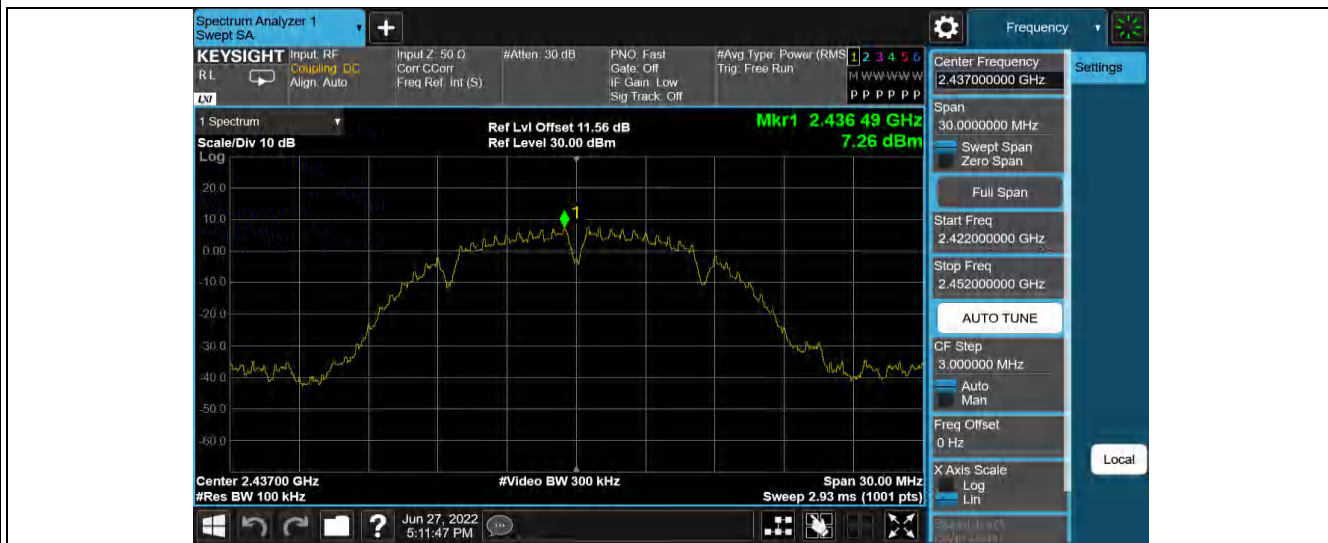 Spectrum Analyzer 1
Swept SA
Frequency
KEYSIGHT
R L
LXI
Input: RF
Coupling: DC
Align: Auto
Input Z: 50 Ω
Corr CCorr
Freq Ref: Int (S)
#Atten: 30 dB
PNO: Fast
Gate: Off
IF Gain: Low
Sig Track: Off
#Avg Type: Power (RMS
Trig: Free Run
1 2 3 4 5 6
M W W W W W
P P P P P P
1 Spectrum
Scale/Div 10 dB
Ref Lvl Offset 11.56 dB
Ref Level 30.00 dBm
Mkr1 2.436 49 GHz
7.26 dBm
Log
20.0
10.0
0.00
-10.0
-20.0
-30.0
-40.0
-50.0
-60.0
1
Center 2.43700 GHz
#Res BW 100 kHz
#Video BW 300 kHz
Span 30.00 MHz
Sweep 2.93 ms (1001 pts)
Jun 27, 2022
5:11:47 PM
Center Frequency
2.437000000 GHz
Settings
Span
30.0000000 MHz
Swept Span
Zero Span
Full Span
Start Freq
2.422000000 GHz
Stop Freq
2.452000000 GHz
AUTO TUNE
CF Step
3.000000 MHz
Auto
Man
Freq Offset
0 Hz
X Axis Scale
Log
Lin
Local